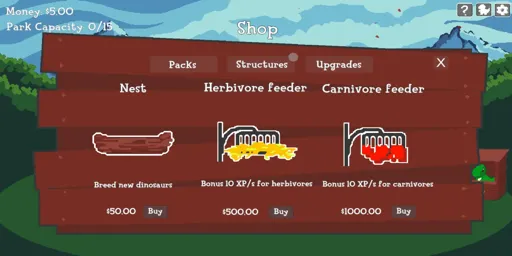 Money: $5.00
Park Capacity: 0/15
?
Shop
Packs Structures Upgrades X
Nest Herbivore feeder Carnivore feeder
Breed new dinosaurs Bonus 10 XP/s for herbivores Bonus 10 XP/s for carnivores
$50.00 Buy $500.00 Buy $1000.00 Buy